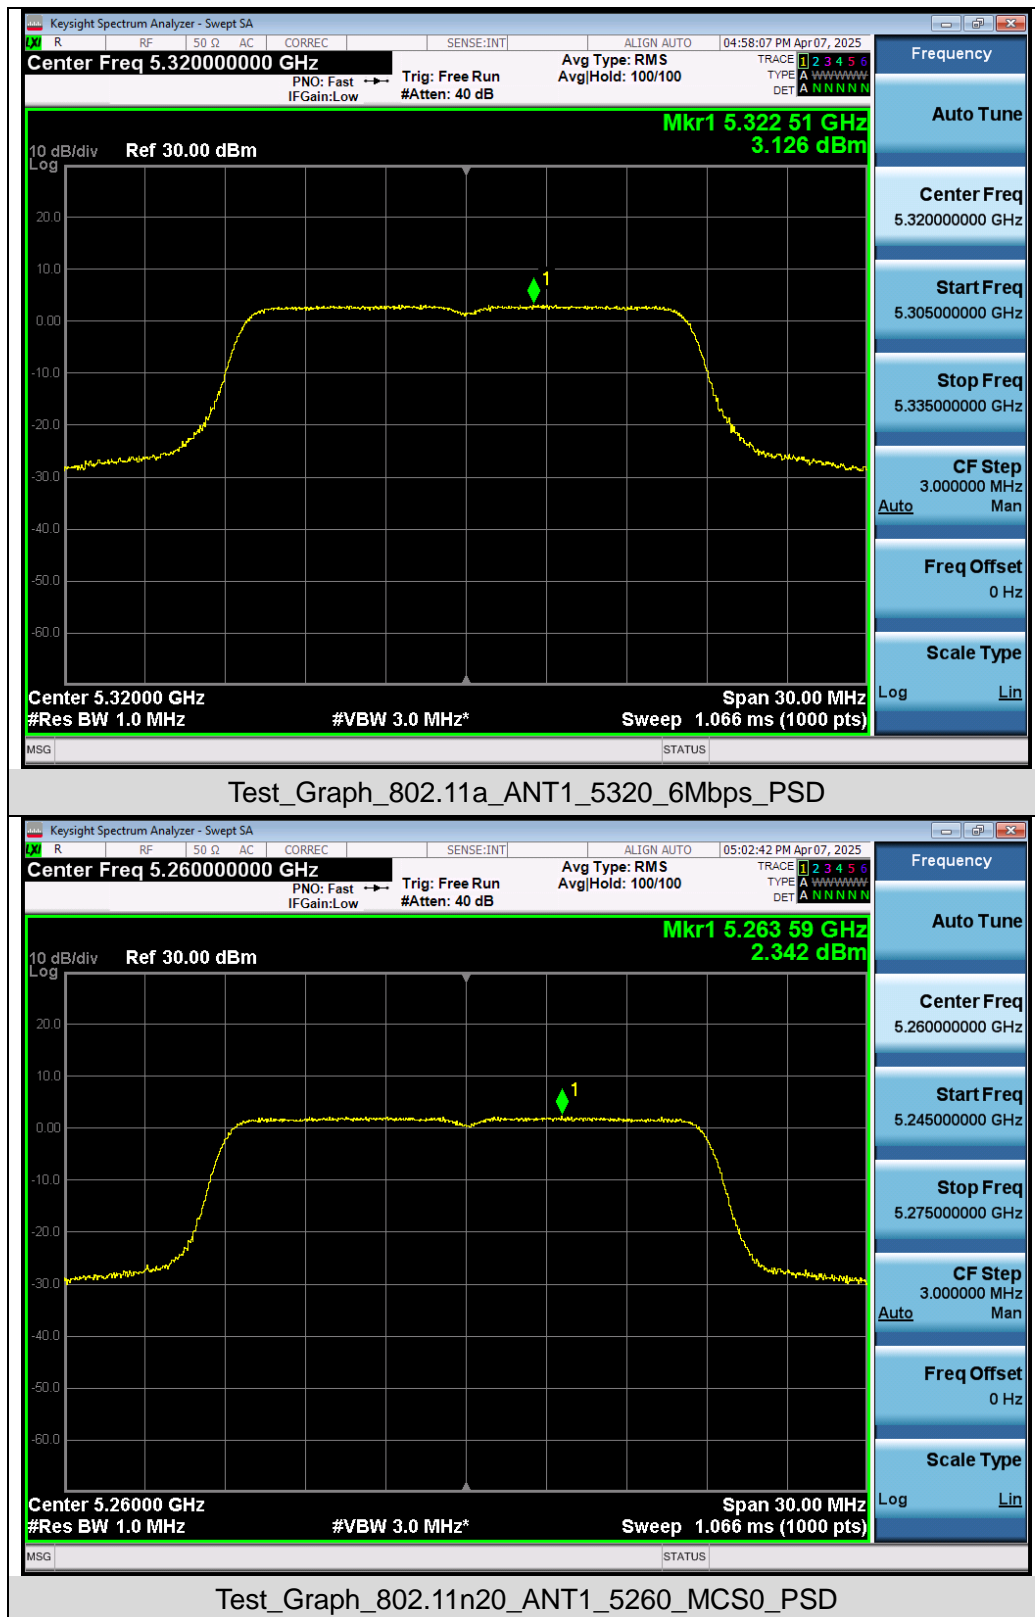 Keysight Spectrum Analyzer - Swept SA
LXI R RF 50 Ω AC CORREC SENSE:INT ALIGN AUTO 04:58:07 PM Apr 07, 2025
Center Freq 5.320000000 GHz
PNO: Fast
IFGain:Low
Trig: Free Run
#Atten: 40 dB
Avg Type: RMS
Avg|Hold: 100/100
TRACE 1 2 3 4 5 6
TYPE A WWWWW
DET A N N N N N
Mkr1 5.322 51 GHz
3.126 dBm
10 dB/div Ref 30.00 dBm
Log
20.0
10.0
0.00
-10.0
-20.0
-30.0
-40.0
-50.0
-60.0
1
Center 5.32000 GHz Span 30.00 MHz
#Res BW 1.0 MHz #VBW 3.0 MHz* Sweep 1.066 ms (1000 pts)
MSG STATUS
Frequency
Auto Tune
Center Freq
5.320000000 GHz
Start Freq
5.305000000 GHz
Stop Freq
5.335000000 GHz
CF Step
3.000000 MHz
Auto Man
Freq Offset
0 Hz
Scale Type
Log Lin
Test_Graph_802.11a_ANT1_5320_6Mbps_PSD
Keysight Spectrum Analyzer - Swept SA
LXI R RF 50 Ω AC CORREC SENSE:INT ALIGN AUTO 05:02:42 PM Apr 07, 2025
Center Freq 5.260000000 GHz
PNO: Fast
IFGain:Low
Trig: Free Run
#Atten: 40 dB
Avg Type: RMS
Avg|Hold: 100/100
TRACE 1 2 3 4 5 6
TYPE A WWWWW
DET A N N N N N
Mkr1 5.263 59 GHz
2.342 dBm
10 dB/div Ref 30.00 dBm
Log
20.0
10.0
0.00
-10.0
-20.0
-30.0
-40.0
-50.0
-60.0
1
Center 5.26000 GHz Span 30.00 MHz
#Res BW 1.0 MHz #VBW 3.0 MHz* Sweep 1.066 ms (1000 pts)
MSG STATUS
Frequency
Auto Tune
Center Freq
5.260000000 GHz
Start Freq
5.245000000 GHz
Stop Freq
5.275000000 GHz
CF Step
3.000000 MHz
Auto Man
Freq Offset
0 Hz
Scale Type
Log Lin
Test_Graph_802.11n20_ANT1_5260_MCS0_PSD